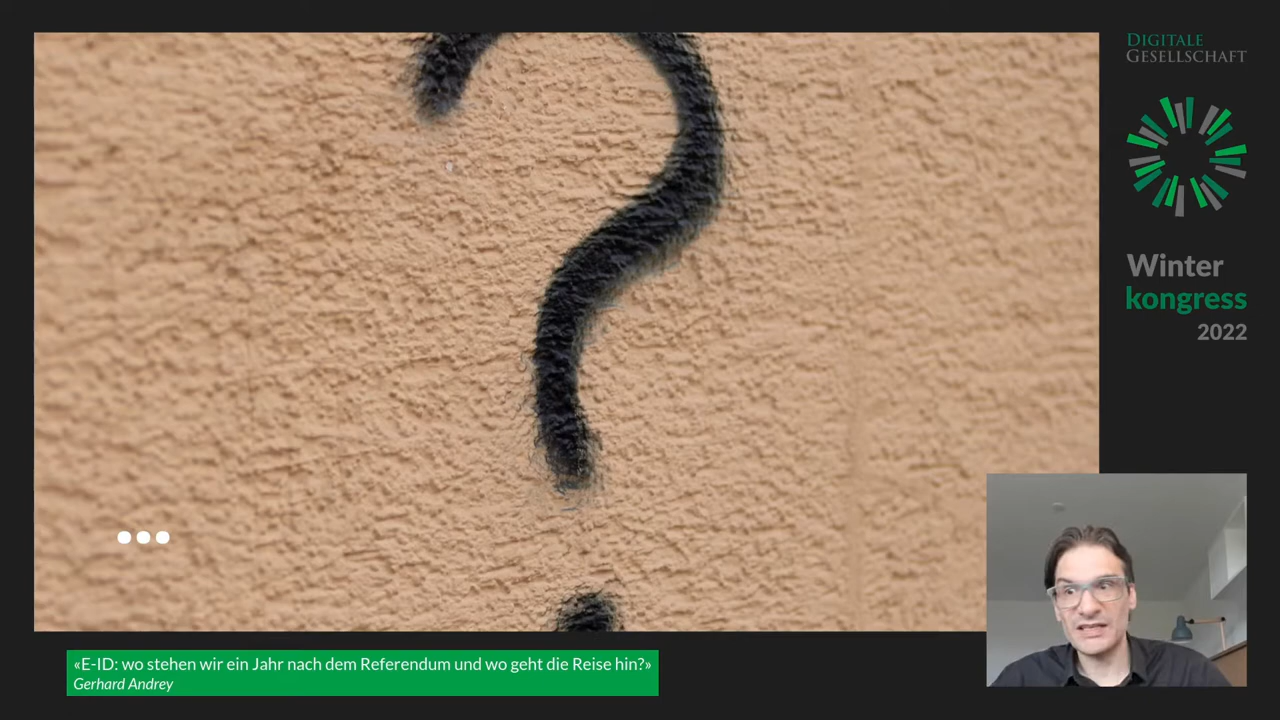 DIGITALE
GESELLSCHAFT
Winter
kongress
2022
?
...
«E-ID: wo stehen wir ein Jahr nach dem Referendum und wo geht die Reise hin?»
Gerhard Andrey